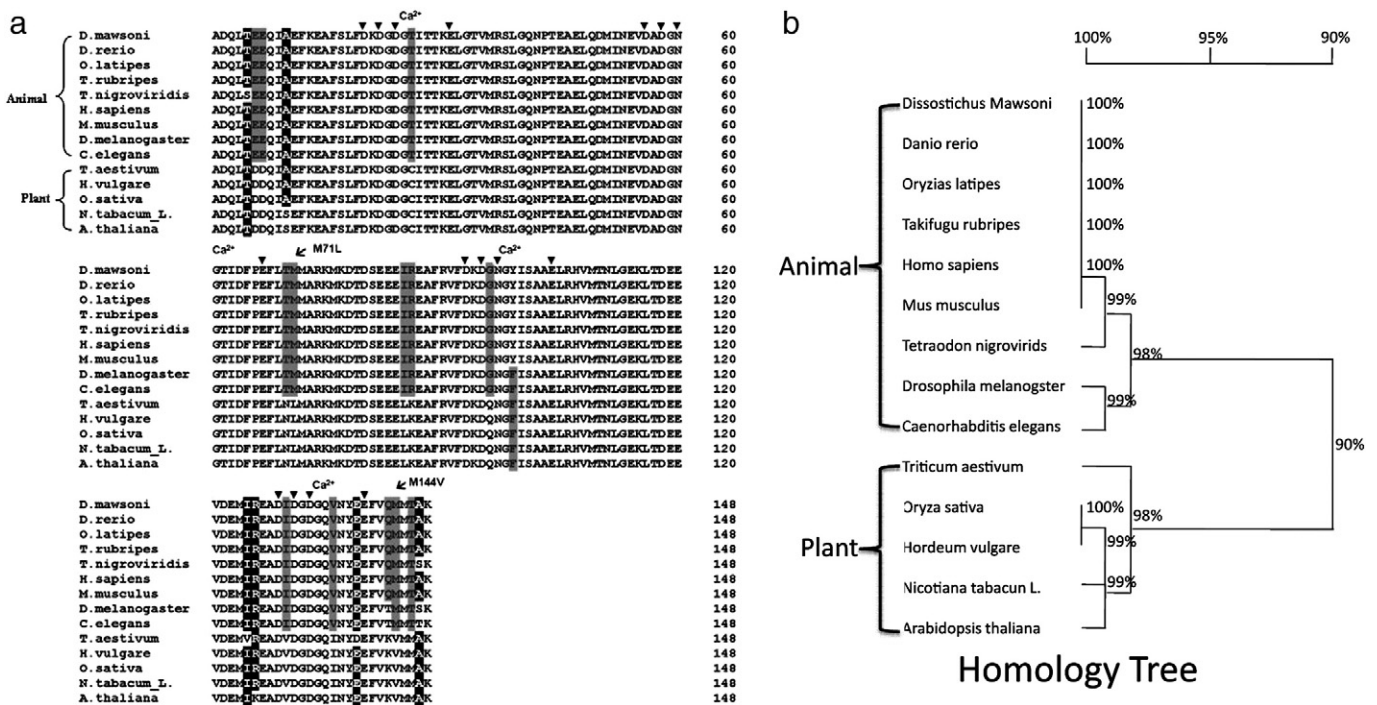 a
Ca²⁺
D.mawsoni ADQLTEEQIAEFKEAFSLFDKDGDGTITTKELGTVMRSLGQNPTEAELQDMINEVDADGN 60
D.rerio ADQLTEEQIAEFKEAFSLFDKDGDGTITTKELGTVMRSLGQNPTEAELQDMINEVDADGN 60
O.latipes ADQLTEEQIAEFKEAFSLFDKDGDGTITTKELGTVMRSLGQNPTEAELQDMINEVDADGN 60
T.rubripes ADQLTEEQIAEFKEAFSLFDKDGDGTITTKELGTVMRSLGQNPTEAELQDMINEVDADGN 60
Animal
T.nigroviridis ADQLSEEQIAEFKEAFSLFDKDGDGTITTKELGTVMRSLGQNPTEAELQDMINEVDADGN 60
H.sapiens ADQLTEEQIAEFKEAFSLFDKDGDGTITTKELGTVMRSLGQNPTEAELQDMINEVDADGN 60
M.musculus ADQLTEEQIAEFKEAFSLFDKDGDGTITTKELGTVMRSLGQNPTEAELQDMINEVDADGN 60
D.melanogaster ADQLTEEQIAEFKEAFSLFDKDGDGTITTKELGTVMRSLGQNPTEAELQDMINEVDADGN 60
C.elegans ADQLTEEQIAEFKEAFSLFDKDGDGTITTKELGTVMRSLGQNPTEAELQDMINEVDADGN 60
T.aestivum ADQLTDDQIAEFKEAFSLFDKDGDGCITTKELGTVMRSLGQNPTEAELQDMINEVDADGN 60
H.vulgare ADQLTDDQIAEFKEAFSLFDKDGDGCITTKELGTVMRSLGQNPTEAELQDMINEVDADGN 60
Plant
O.sativa ADQLTDDQIAEFKEAFSLFDKDGDGCITTKELGTVMRSLGQNPTEAELQDMINEVDADGN 60
N.tabacum_L. ADQLTDDQISEFKEAFSLFDKDGDGCITTKELGTVMRSLGQNPTEAELQDMINEVDADGN 60
A.thaliana ADQLTDDQISEFKEAFSLFDKDGDGCITTKELGTVMRSLGQNPTEAELQDMINEVDADGN 60
Ca²⁺ M71L Ca²⁺
D.mawsoni GTIDFPEFLTMMARKMKDTDSEEEIREAFRVFDKDGNGYISAAELRHVMTNLGEKLTDEE 120
D.rerio GTIDFPEFLTMMARKMKDTDSEEEIREAFRVFDKDGNGYISAAELRHVMTNLGEKLTDEE 120
O.latipes GTIDFPEFLTMMARKMKDTDSEEEIREAFRVFDKDGNGYISAAELRHVMTNLGEKLTDEE 120
T.rubripes GTIDFPEFLTMMARKMKDTDSEEEIREAFRVFDKDGNGYISAAELRHVMTNLGEKLTDEE 120
T.nigroviridis GTIDFPEFLTMMARKMKDTDSEEEIREAFRVFDKDGNGYISAAELRHVMTNLGEKLTDEE 120
H.sapiens GTIDFPEFLTMMARKMKDTDSEEEIREAFRVFDKDGNGYISAAELRHVMTNLGEKLTDEE 120
M.musculus GTIDFPEFLTMMARKMKDTDSEEEIREAFRVFDKDGNGYISAAELRHVMTNLGEKLTDEE 120
D.melanogaster GTIDFPEFLTMMARKMKDTDSEEEIREAFRVFDKDGNGFISAAELRHVMTNLGEKLTDEE 120
C.elegans GTIDFPEFLTMMARKMKDTDSEEEIREAFRVFDKDGNGFISAAELRHVMTNLGEKLTDEE 120
T.aestivum GTIDFPEFLNLMARKMKDTDSEEELKEAFRVFDKDQNGFISAAELRHVMTNLGEKLTDEE 120
H.vulgare GTIDFPEFLNLMARKMKDTDSEEELKEAFRVFDKDQNGFISAAELRHVMTNLGEKLTDEE 120
O.sativa GTIDFPEFLNLMARKMKDTDSEEELKEAFRVFDKDQNGFISAAELRHVMTNLGEKLTDEE 120
N.tabacum_L. GTIDFPEFLNLMARKMKDTDSEEELKEAFRVFDKDQNGFISAAELRHVMTNLGEKLTDEE 120
A.thaliana GTIDFPEFLNLMARKMKDTDSEEELKEAFRVFDKDQNGFISAAELRHVMTNLGEKLTDEE 120
Ca²⁺ M144V
D.mawsoni VDEMIREADIDGDGQVNYEEFVQMMTAK 148
D.rerio VDEMIREADIDGDGQVNYEEFVQMMTAK 148
O.latipes VDEMIREADIDGDGQVNYEEFVQMMTAK 148
T.rubripes VDEMIREADIDGDGQVNYEEFVQMMTAK 148
T.nigroviridis VDEMIREADIDGDGQVNYEEFVQMMTSK 148
H.sapiens VDEMIREADIDGDGQVNYEEFVQMMTAK 148
M.musculus VDEMIREADIDGDGQVNYEEFVQMMTAK 148
D.melanogaster VDEMIREADIDGDGQVNYEEFVTMMTSK 148
C.elegans VDEMIREADIDGDGQVNYEEFVTMMTTK 148
T.aestivum VDEMVREADVDGDGQINYDEFVKVMMAK 148
H.vulgare VDEMIREADVDGDGQINYEEFVKVMMAK 148
O.sativa VDEMIREADVDGDGQINYEEFVKVMMAK 148
N.tabacum_L. VDEMIREADVDGDGQINYEEFVKVMMAK 148
A.thaliana VDEMIKEADVDGDGQINYEEFVKVMMAK 148
b
100% 95% 90%
Dissostichus Mawsoni 100%
Danio rerio 100%
Oryzias latipes 100%
Takifugu rubripes 100%
Animal
Homo sapiens 100%
Mus musculus 99%
Tetraodon nigrovirids 98%
Drosophila melanogster 99%
Caenorhabditis elegans
90%
Triticum aestivum
Oryza sativa 100% 98%
Plant
Hordeum vulgare 99%
Nicotiana tabacun L. 99%
Arabidopsis thaliana
Homology Tree